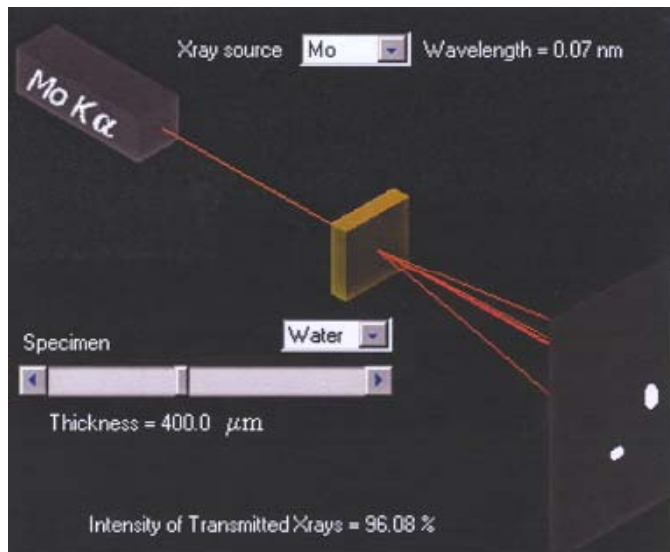 Xray source Mo Wavelength = 0.07 nm
Mo K α
Specimen Water
Thickness = 400.0 μm
Intensity of Transmitted Xrays = 96.08 %